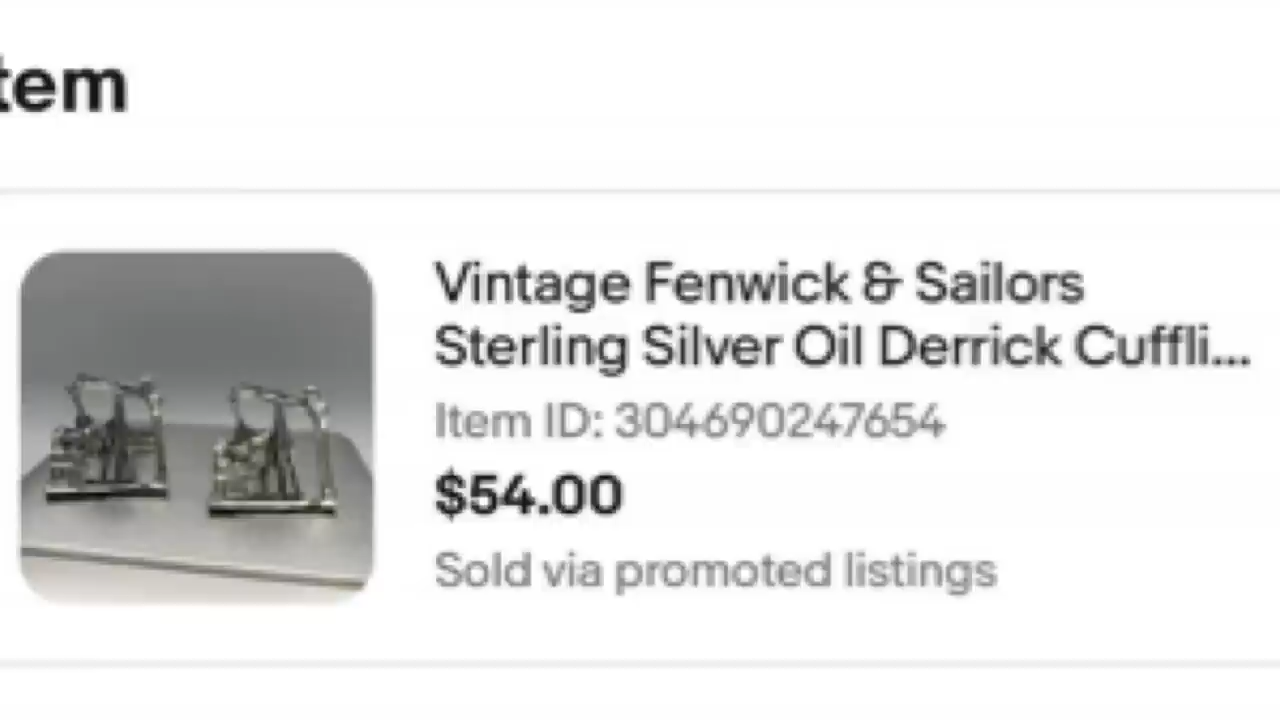 tem
Vintage Fenwick & Sailors
Sterling Silver Oil Derrick Cuffli...
Item ID: 304690247654
$54.00
Sold via promoted listings